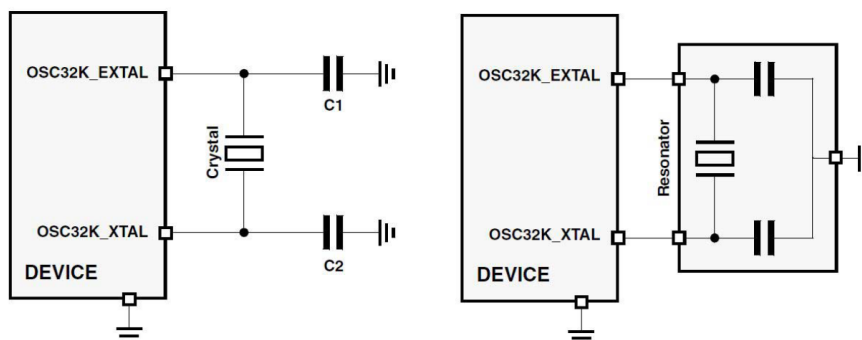 OSC32K_EXTAL
C1
Crystal
OSC32K_XTAL
C2
DEVICE
OSC32K_EXTAL
Resonator
OSC32K_XTAL
DEVICE